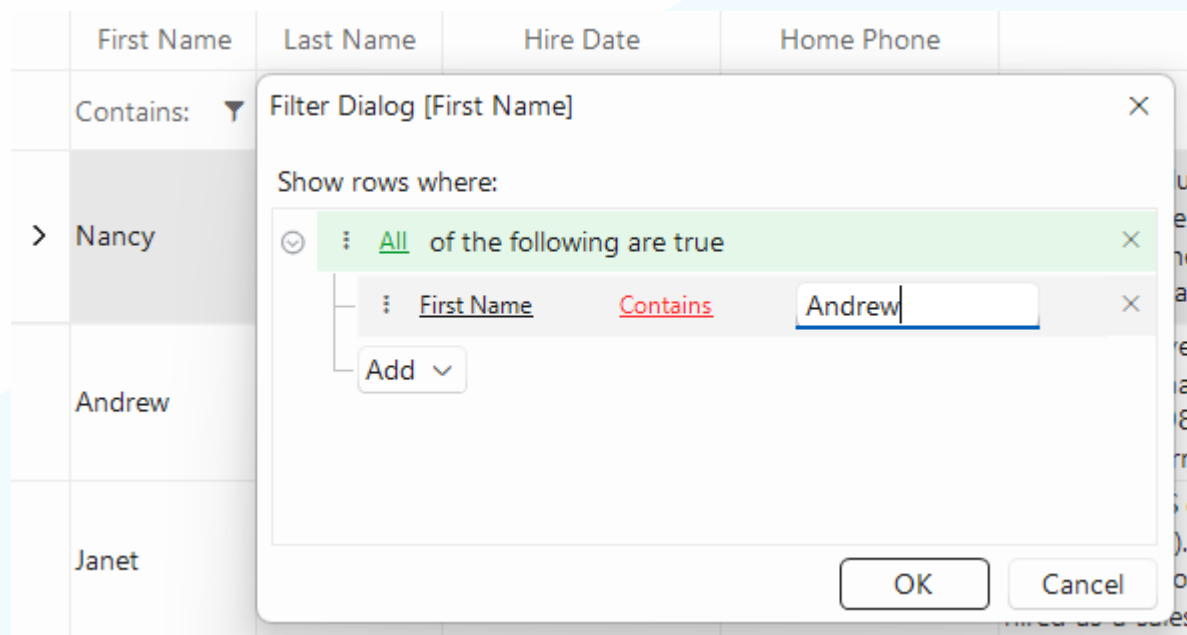 First Name Last Name Hire Date Home Phone
Contains:
Filter Dialog [First Name]
Show rows where:
Nancy
All of the following are true
First Name Contains Andrew
Add
Andrew
Janet
OK Cancel